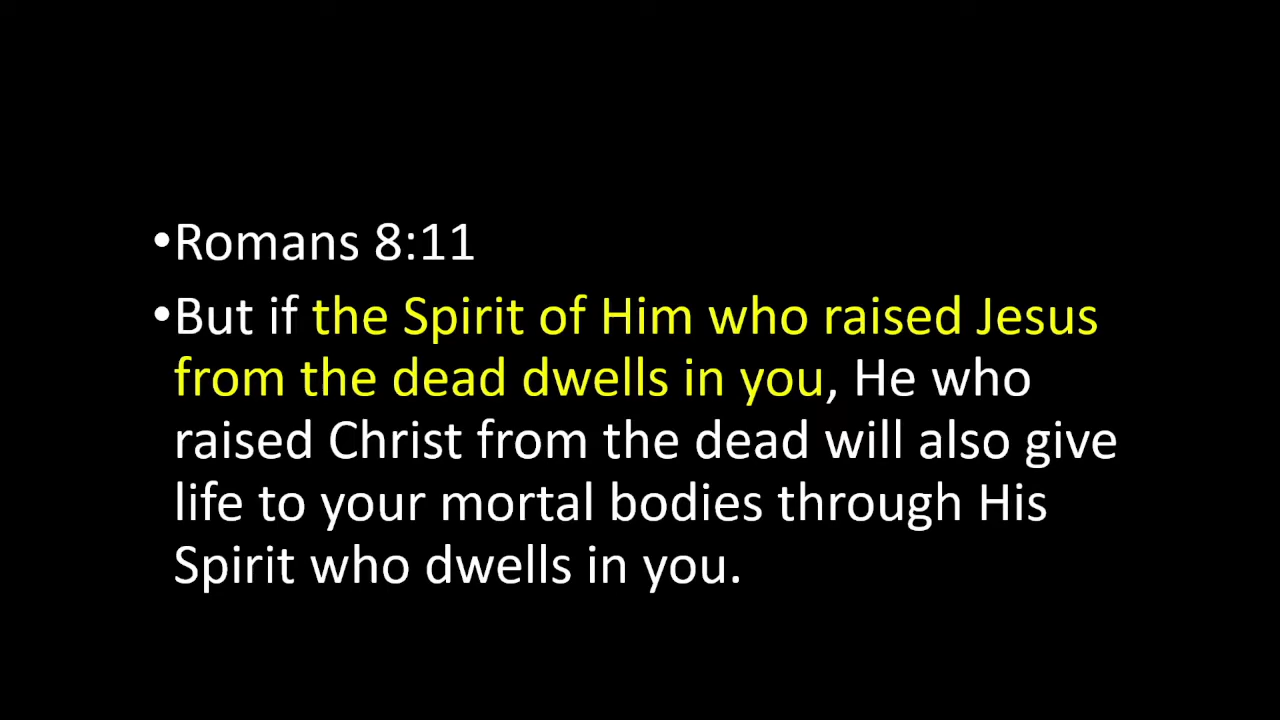 •Romans 8:11
•But if the Spirit of Him who raised Jesus
from the dead dwells in you, He who
raised Christ from the dead will also give
life to your mortal bodies through His
Spirit who dwells in you.